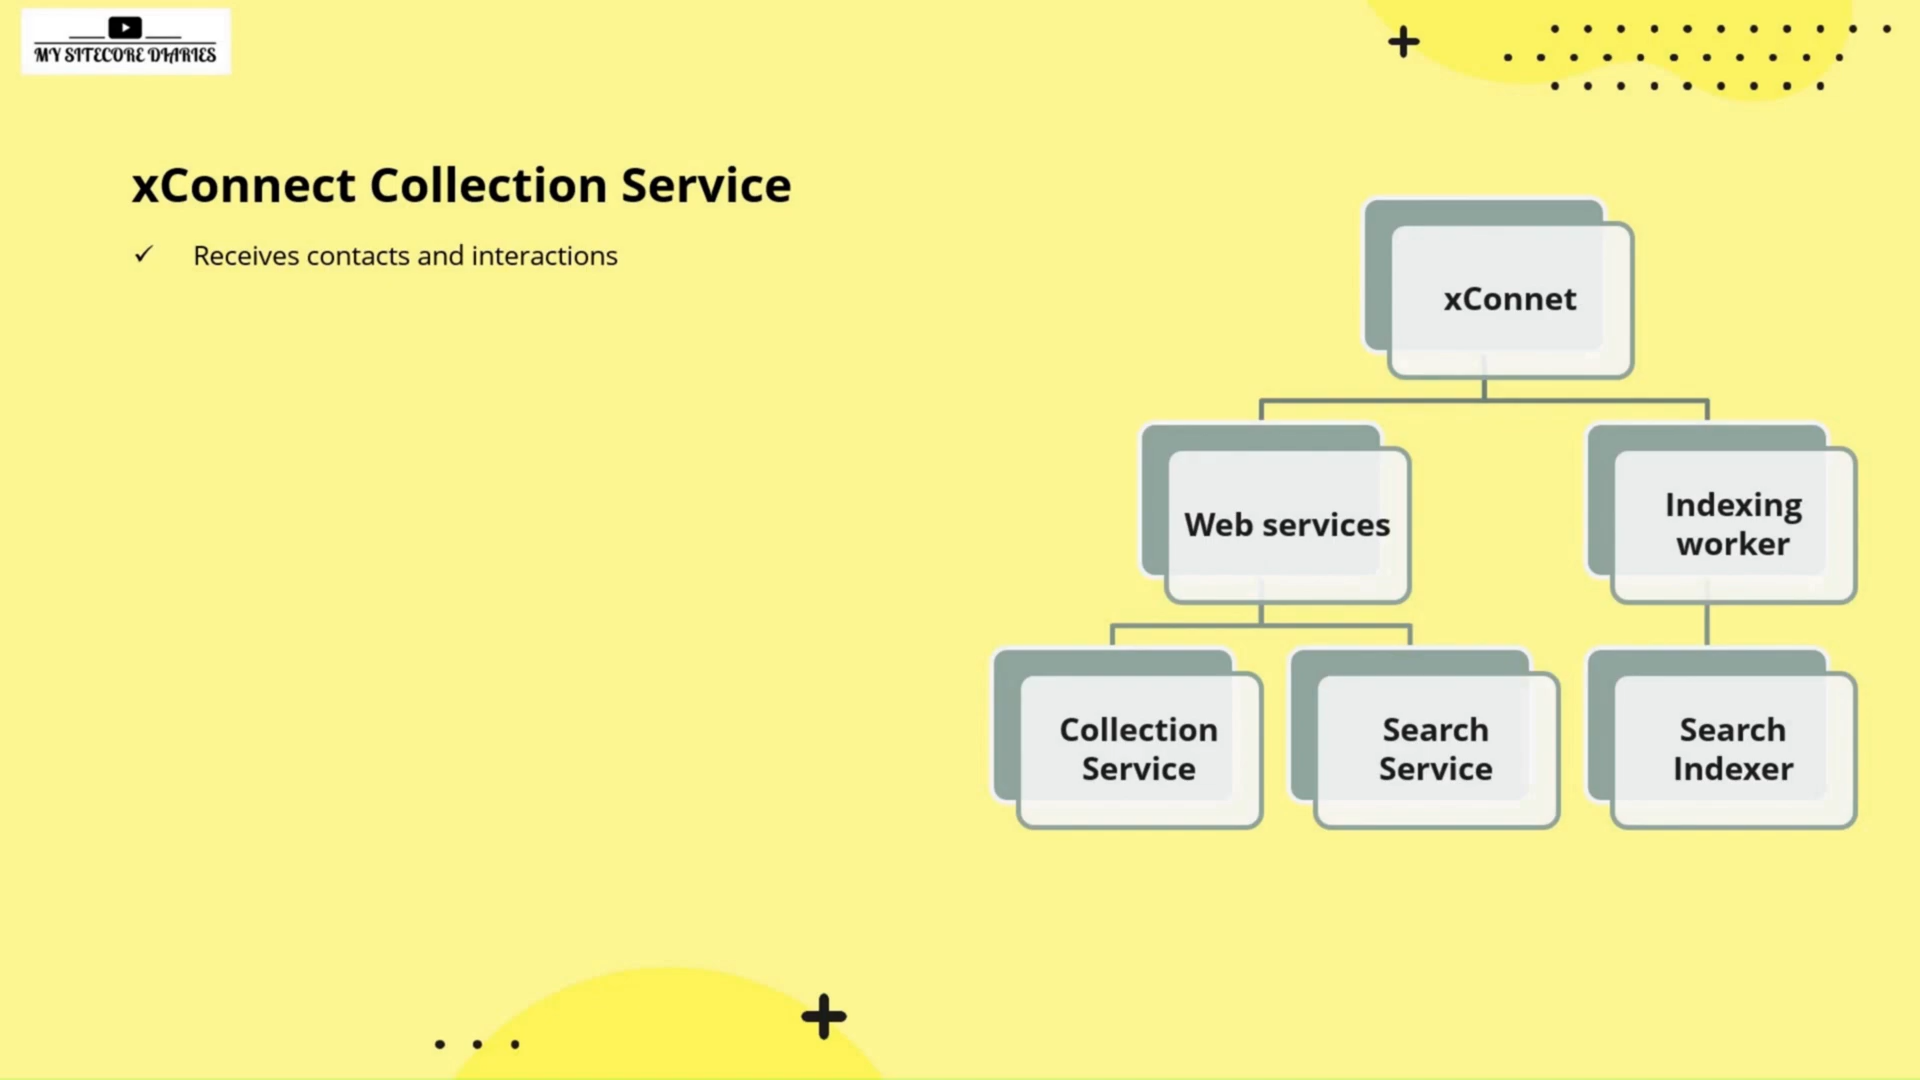 MY SITECORE DIARIES
xConnect Collection Service
✓ Receives contacts and interactions
xConnet
Web services
Indexing
worker
Collection
Service
Search
Service
Search
Indexer